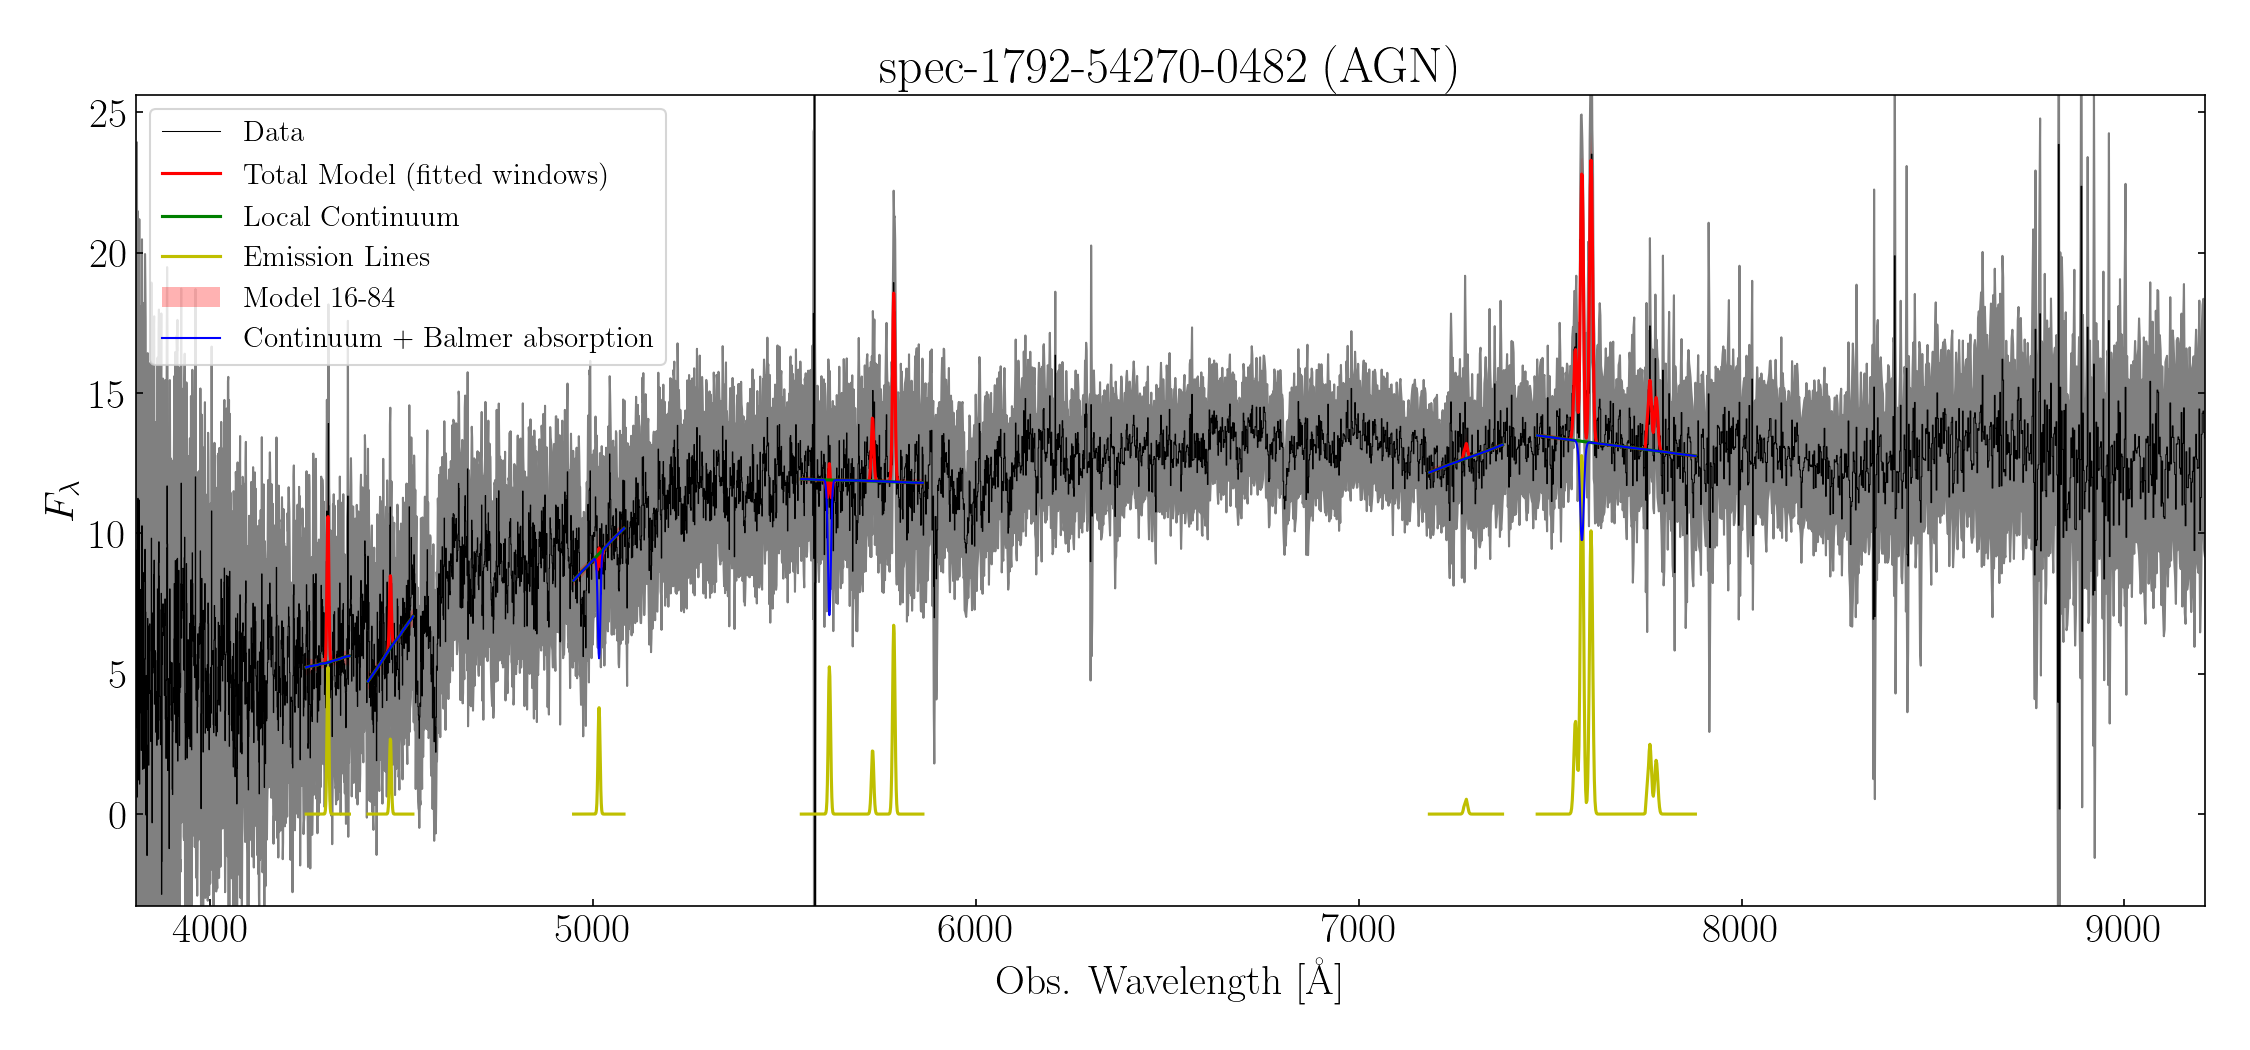 spec-1792-54270-0482 (AGN)
Data
Total Model (fitted windows)
Local Continuum
Emission Lines
Model 16-84
Continuum + Balmer absorption
25
20
15
10
5
0
Fλ
4000 5000 6000 7000 8000 9000
Obs. Wavelength [Å]